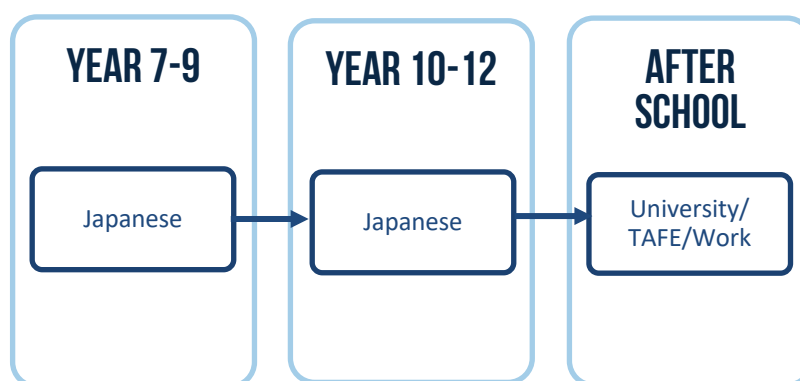 YEAR 7-9
Japanese
YEAR 10-12
Japanese
AFTER
SCHOOL
University/
TAFE/Work